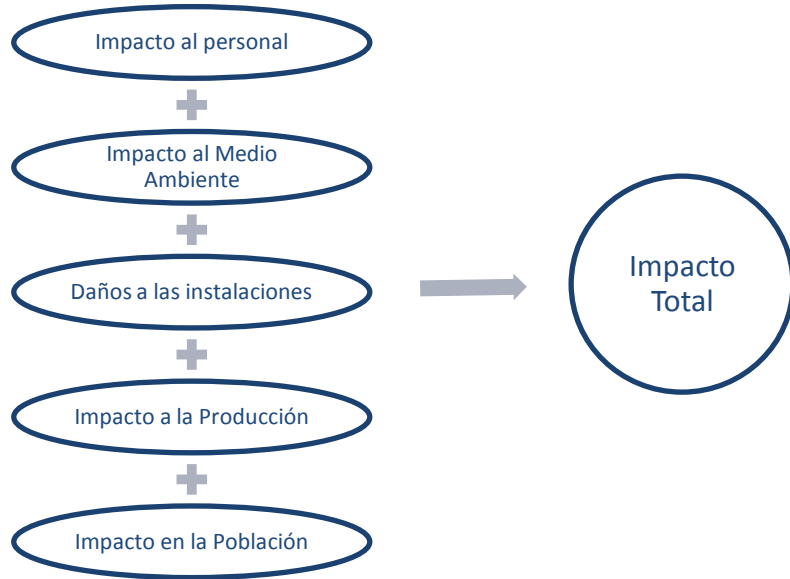 Impacto al personal
Impacto al Medio
Ambiente
Daños a las instalaciones
Impacto a la Producción
Impacto en la Población
Impacto
Total